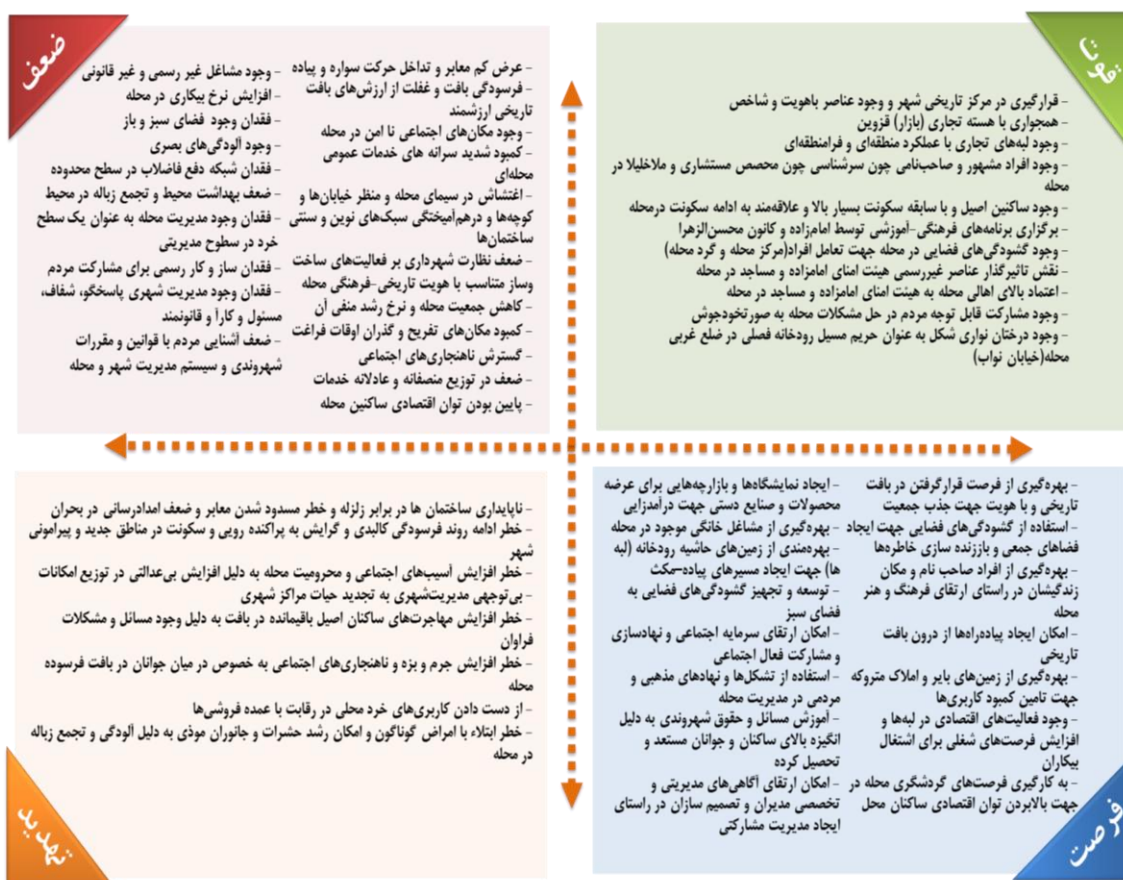 قوتا
- قرارگیری در مرکز تاریخی شهر و وجود عناصر باهویت و شاخص
- همجواری با هسته تجاری (بازار) قزوین
- وجود لبه‌های تجاری با عملکرد منطقه‌ای و فرامنطقه‌ای
- وجود افراد مشهور و صاحب‌نامی چون سرشناسی چون محصص مستشاری و ملاخلیلا در
محله
- وجود ساکنین اصیل و با سابقه سکونت بسیار بالا و علاقه‌مند به ادامه سکونت درمحله
- برگزاری برنامه‌های فرهنگی-آموزشی توسط امام‌زاده و کانون محسن‌الزهرا
- وجود گشودگی‌های فضایی در محله جهت تعامل افراد(مرکز محله و گرد محله)
- نقش تاثیرگذار عناصر غیررسمی هیئت امنای امامزاده و مساجد در محله
- اعتماد بالای اهالی محله به هیئت امنای امامزاده و مساجد در محله
- وجود مشارکت قابل توجه مردم در حل مشکلات محله به صورتخودجوش
- وجود درختان نواری شکل به عنوان حریم مسیل رودخانه فصلی در ضلع غربی
محله(خیابان نواب)
ضعف
- عرض کم معابر و تداخل حرکت سواره و پیاده
- فرسودگی بافت و غفلت از ارزش‌های بافت
تاریخی ارزشمند
- وجود مکان‌های اجتماعی نا امن در محله
- کمبود شدید سرانه های خدمات عمومی
محله‌ای
- اغتشاش در سیمای محله و منظر خیابان‌ها و
کوچه‌ها و درهم‌آمیختگی سبک‌های نوین و سنتی
ساختمان‌ها
- ضعف نظارت شهرداری بر فعالیت‌های ساخت
وساز متناسب با هویت تاریخی-فرهنگی محله
- کاهش جمعیت محله و نرخ رشد منفی آن
- کمبود مکان‌های تفریح و گذران اوقات فراغت
- گسترش ناهنجاری‌های اجتماعی
- ضعف در توزیع منصفانه و عادلانه خدمات
- پایین بودن توان اقتصادی ساکنین محله
- وجود مشاغل غیر رسمی و غیر قانونی
- افزایش نرخ بیکاری در محله
- فقدان وجود فضای سبز و باز
- وجود آلودگی‌های بصری
- فقدان شبکه دفع فاضلاب در سطح محدوده
- ضعف بهداشت محیط و تجمع زباله در محیط
- فقدان وجود مدیریت محله به عنوان یک سطح
خرد در سطوح مدیریتی
- فقدان ساز و کار رسمی برای مشارکت مردم
- فقدان وجود مدیریت شهری پاسخگو، شفاف،
مسئول و کارآ و قانونمند
- ضعف آشنایی مردم با قوانین و مقررات
شهروندی و سیستم مدیریت شهر و محله
- بهره‌گیری از فرصت قرارگرفتن در بافت
تاریخی و با هویت جهت جذب جمعیت
- استفاده از گشودگی‌های فضایی جهت ایجاد
فضاهای جمعی و باززنده سازی خاطره‌ها
- بهره‌گیری از افراد صاحب نام و مکان
زندگیشان در راستای ارتقای فرهنگ و هنر
محله
- امکان ایجاد پیاده‌راه‌ها از درون بافت
تاریخی
- بهره‌گیری از زمین‌های بایر و املاک متروکه
جهت تامین کمبود کاربری‌ها
- وجود فعالیت‌های اقتصادی در لبه‌ها و
افزایش فرصت‌های شغلی برای اشتغال
بیکاران
- به کارگیری فرصت‌های گردشگری محله در
جهت بالابردن توان اقتصادی ساکنان محل
- ایجاد نمایشگاه‌ها و بازارچه‌هایی برای عرضه
محصولات و صنایع دستی جهت درآمدزایی
- بهره‌گیری از مشاغل خانگی موجود در محله
- بهره‌مندی از زمین‌های حاشیه رودخانه (لبه
ها) جهت ایجاد مسیرهای پیاده-مکث
- توسعه و تجهیز گشودگی‌های فضایی به
فضای سبز
- امکان ارتقای سرمایه اجتماعی و نهادسازی
و مشارکت فعال اجتماعی
- استفاده از تشکل‌ها و نهادهای مذهبی و
مردمی در مدیریت محله
- آموزش مسائل و حقوق شهروندی به دلیل
انگیزه بالای ساکنان و جوانان مستعد و
تحصیل کرده
- امکان ارتقای آگاهی‌های مدیریتی و
تخصصی مدیران و تصمیم سازان در راستای
ایجاد مدیریت مشارکتی
فرصت
- ناپایداری ساختمان ها در برابر زلزله و خطر مسدود شدن معابر و ضعف امدادرسانی در بحران
- خطر ادامه روند فرسودگی کالبدی و گرایش به پراکنده رویی و سکونت در مناطق جدید و پیرامونی
شهر
- خطر افزایش آسیب‌های اجتماعی و محرومیت محله به دلیل افزایش بی‌عدالتی در توزیع امکانات
- بی‌توجهی مدیریت‌شهری به تجدید حیات مراکز شهری
- خطر افزایش مهاجرت‌های ساکنان اصیل باقیمانده در بافت به دلیل وجود مسائل و مشکلات
فراوان
- خطر افزایش جرم و بزه و ناهنجاری‌های اجتماعی به خصوص در میان جوانان در بافت فرسوده
محله
- از دست دادن کاربری‌های خرد محلی در رقابت با عمده فروشی‌ها
- خطر ابتلاء با امراض گوناگون و امکان رشد حشرات و جانوران موذی به دلیل آلودگی و تجمع زباله
در محله
تهدید